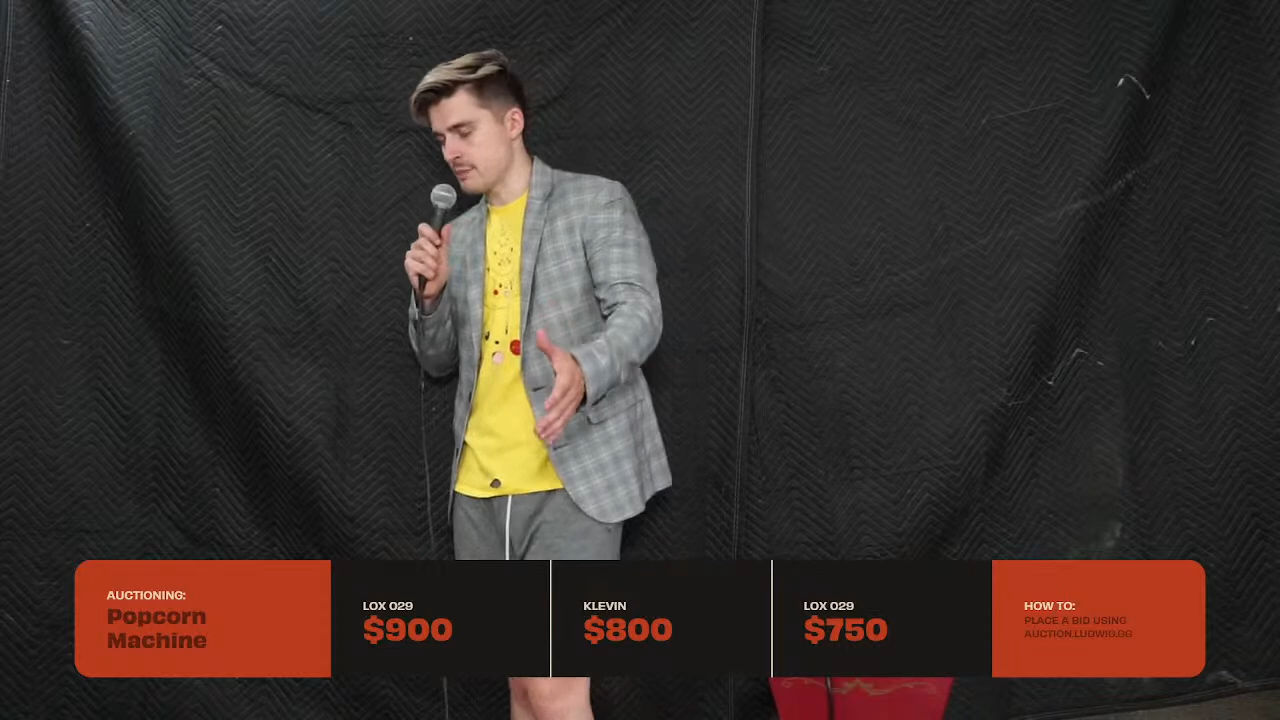 AUCTIONING:
Popcorn
Machine
LOX 029
$900
KLEVIN
$800
LOX 029
$750
HOW TO:
PLACE A BID USING
AUCTION.LUDWIG.GG